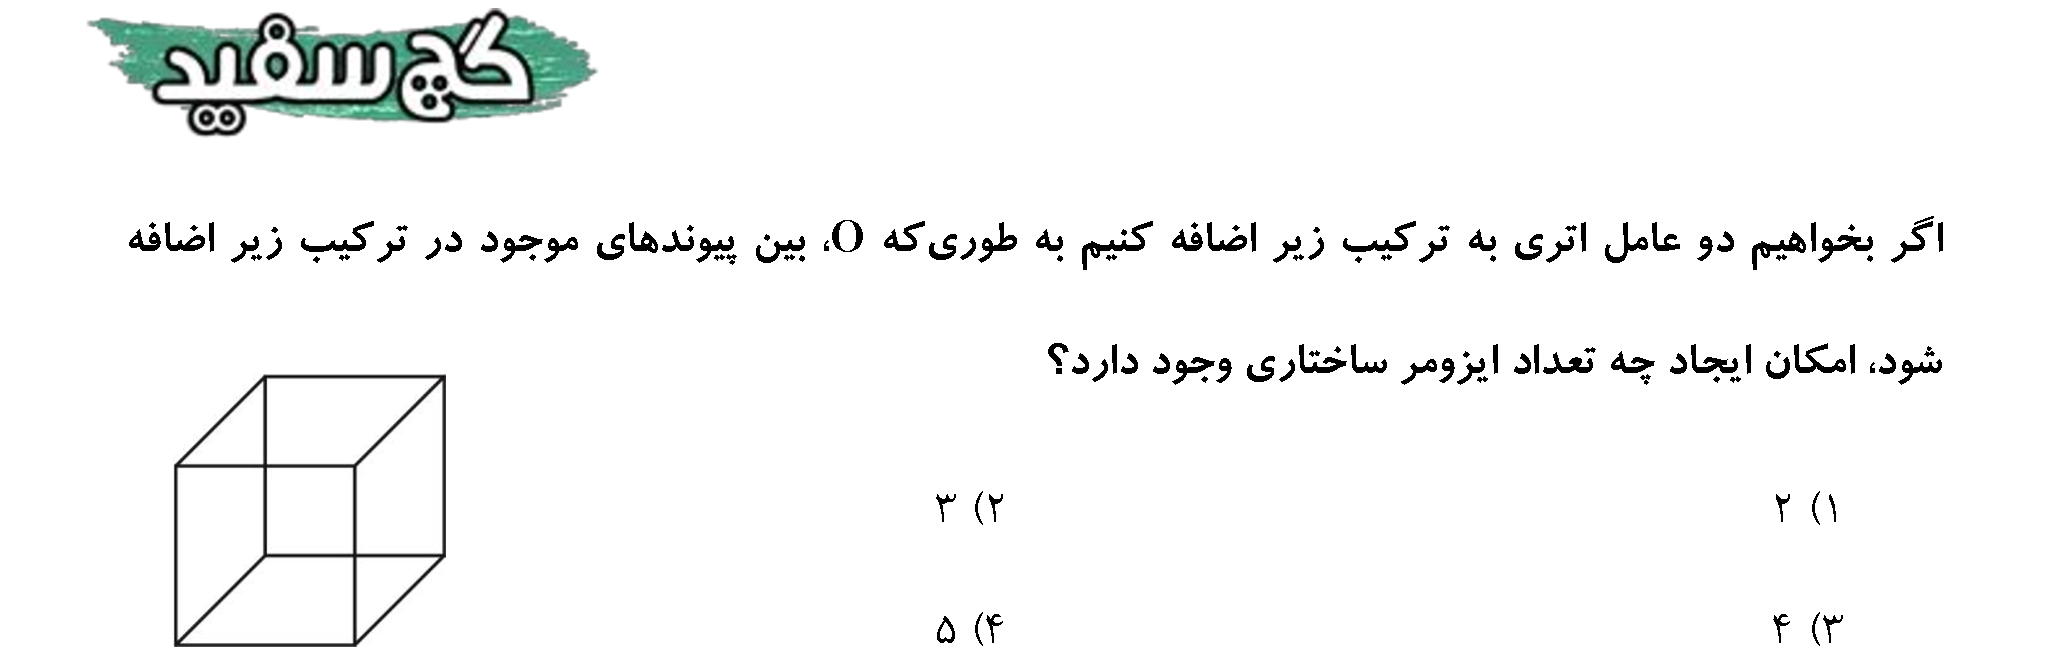 گچ سفید
اگر بخواهیم دو عامل اتری به ترکیب زیر اضافه کنیم به طوری‌که O، بین پیوندهای موجود در ترکیب زیر اضافه
شود، امکان ایجاد چه تعداد ایزومر ساختاری وجود دارد؟
۱) ۲
۲) ۳
۳) ۴
۴) ۵